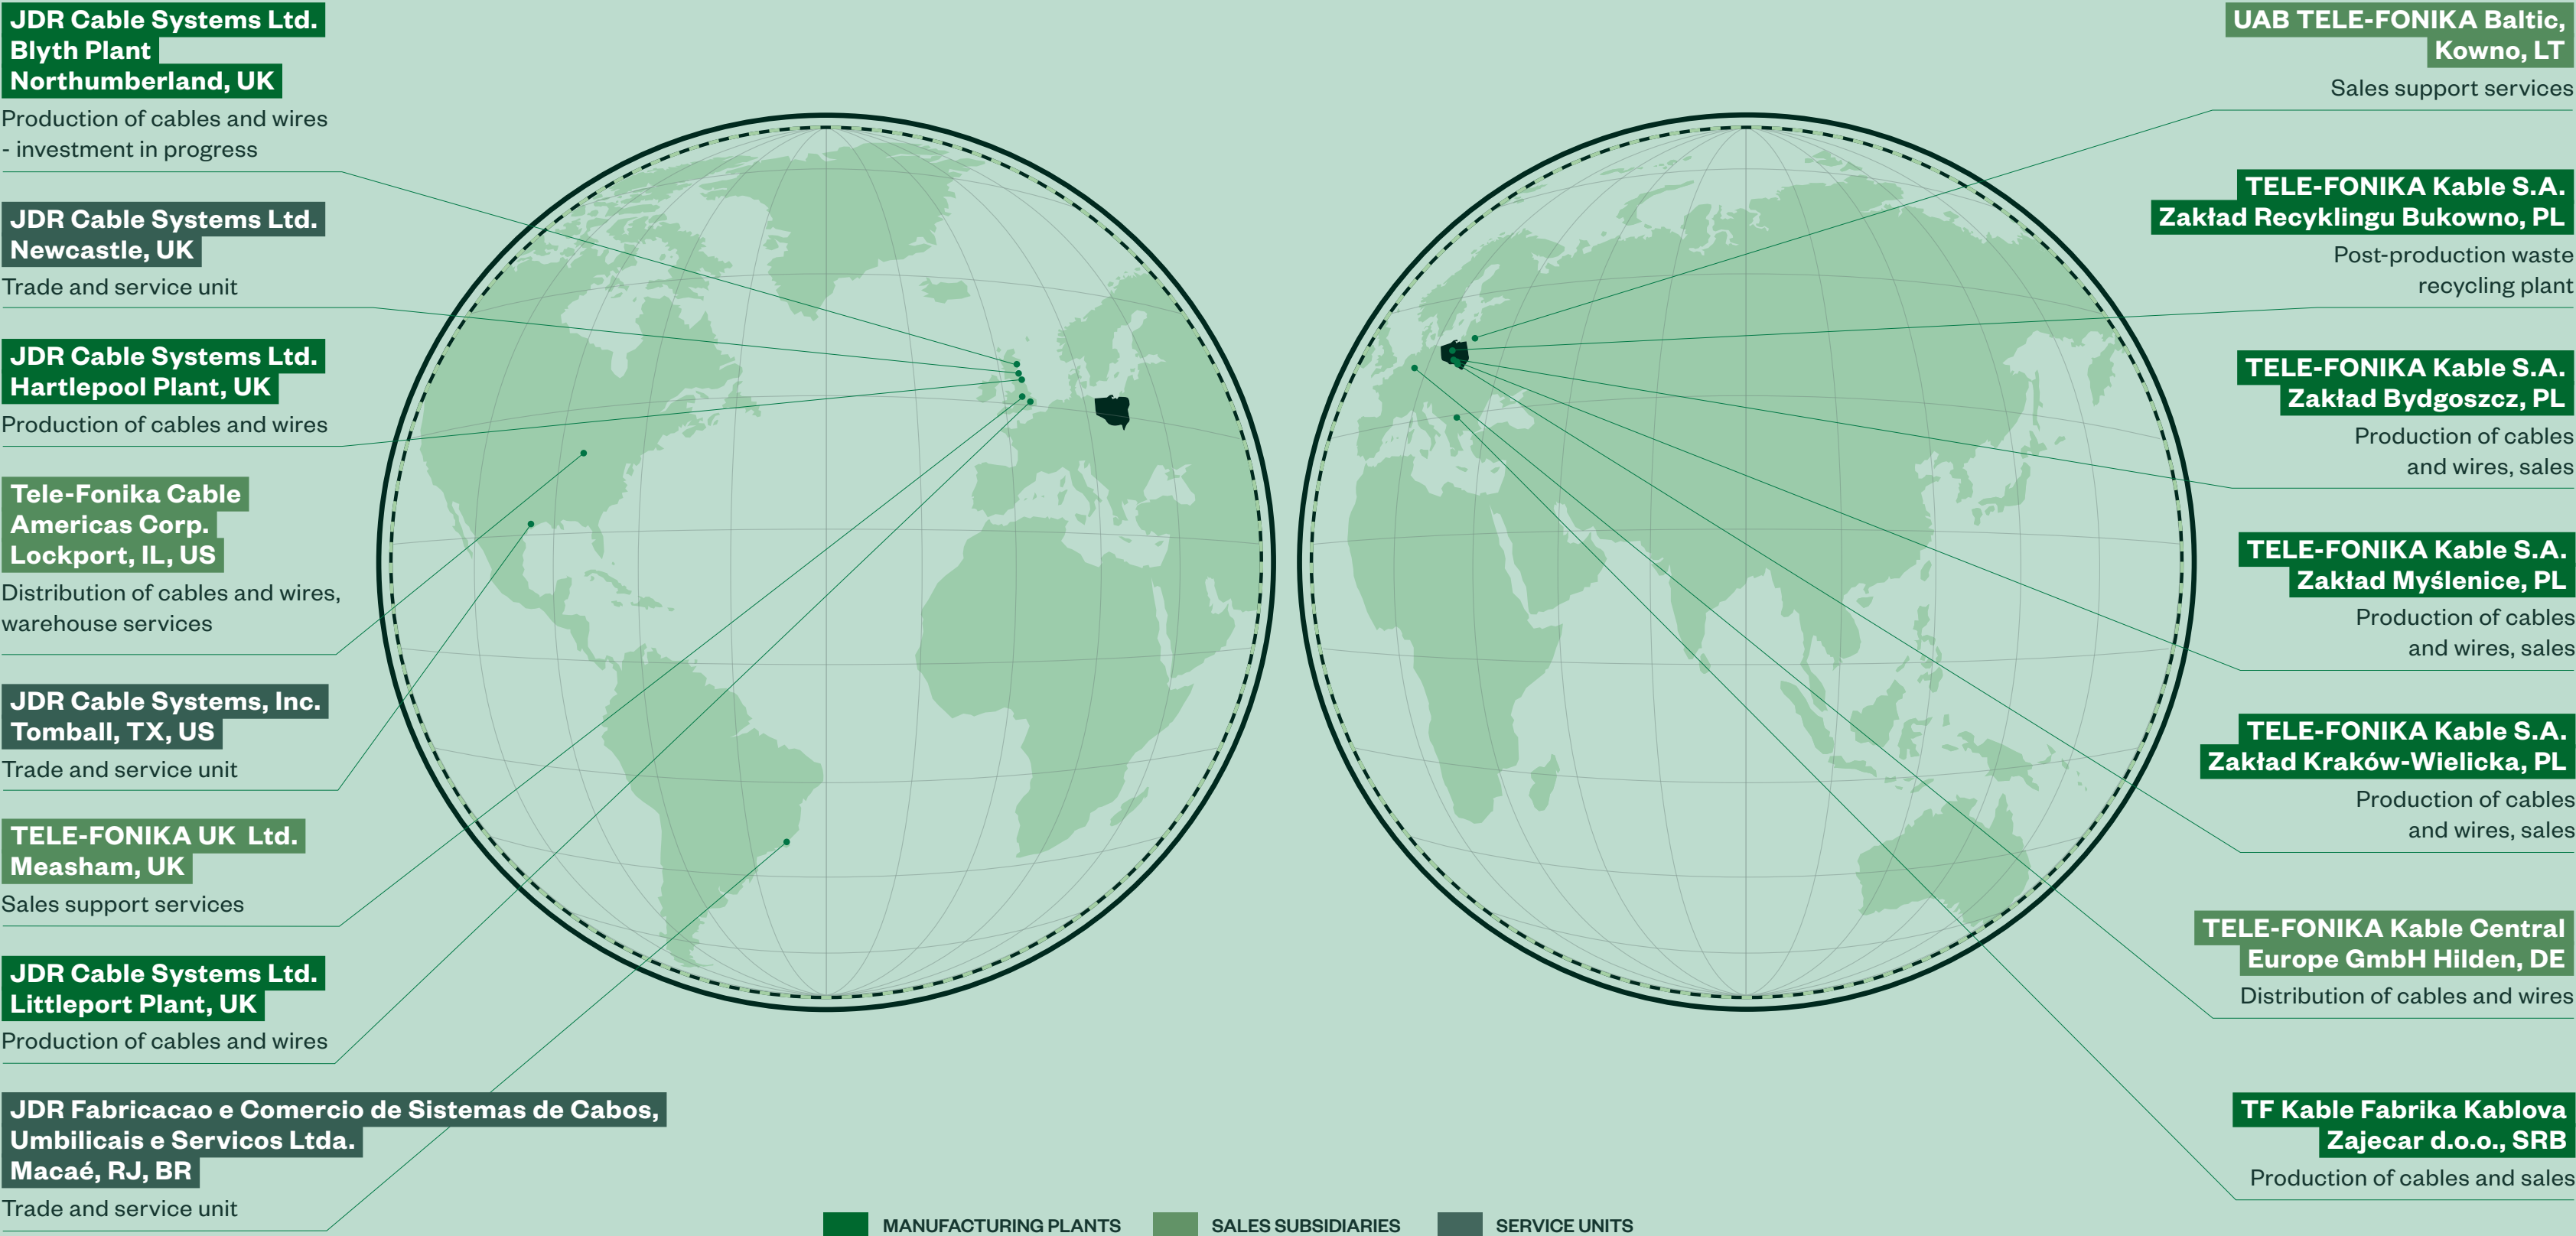 JDR Cable Systems Ltd.
Blyth Plant
Northumberland, UK
Production of cables and wires
- investment in progress
JDR Cable Systems Ltd.
Newcastle, UK
Trade and service unit
JDR Cable Systems Ltd.
Hartlepool Plant, UK
Production of cables and wires
Tele-Fonika Cable
Americas Corp.
Lockport, IL, US
Distribution of cables and wires,
warehouse services
JDR Cable Systems, Inc.
Tomball, TX, US
Trade and service unit
TELE-FONIKA UK Ltd.
Measham, UK
Sales support services
JDR Cable Systems Ltd.
Littleport Plant, UK
Production of cables and wires
JDR Fabricacao e Comercio de Sistemas de Cabos,
Umbilicais e Servicos Ltda.
Macaé, RJ, BR
Trade and service unit
UAB TELE-FONIKA Baltic,
Kowno, LT
Sales support services
TELE-FONIKA Kable S.A.
Zakład Recyklingu Bukowno, PL
Post-production waste
recycling plant
TELE-FONIKA Kable S.A.
Zakład Bydgoszcz, PL
Production of cables
and wires, sales
TELE-FONIKA Kable S.A.
Zakład Myślenice, PL
Production of cables
and wires, sales
TELE-FONIKA Kable S.A.
Zakład Kraków-Wielicka, PL
Production of cables
and wires, sales
TELE-FONIKA Kable Central
Europe GmbH Hilden, DE
Distribution of cables and wires
TF Kable Fabrika Kablova
Zajecar d.o.o., SRB
Production of cables and sales
MANUFACTURING PLANTS
SALES SUBSIDIARIES
SERVICE UNITS